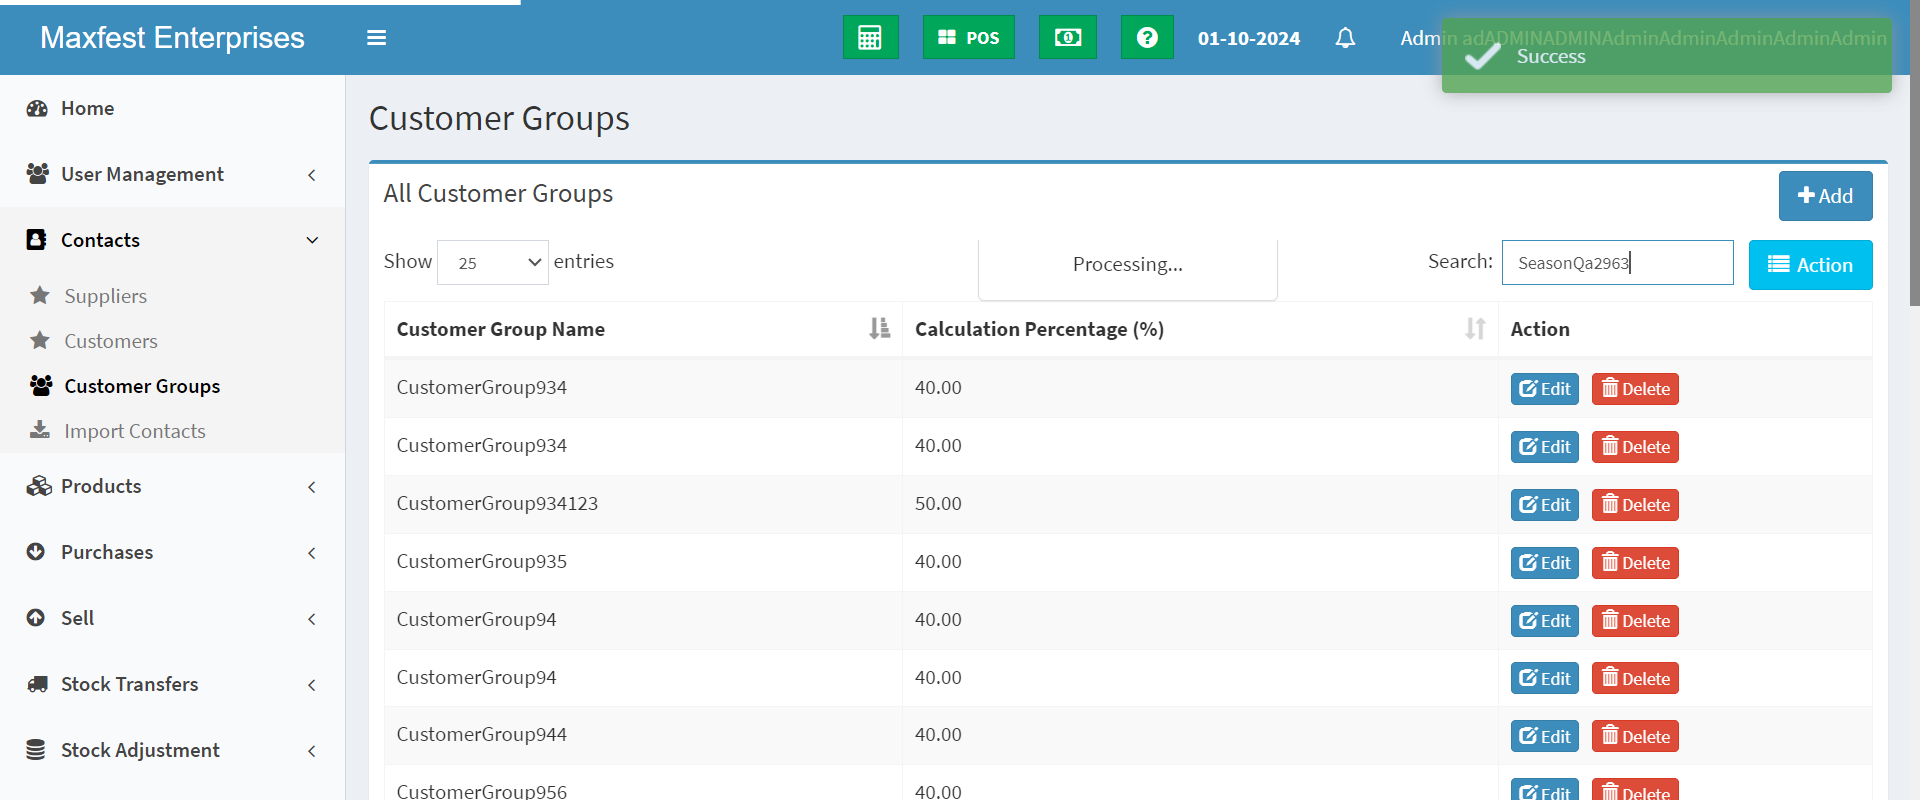 Maxfest Enterprises
POS
01-10-2024
Admin adADMINADMINAdminAdminAdminAdminAdmin
Success
Home
User Management
Contacts
Suppliers
Customers
Customer Groups
Import Contacts
Products
Purchases
Sell
Stock Transfers
Stock Adjustment
Customer Groups
All Customer Groups
Add
Show 25 entries
Processing...
Search: SeasonQa2963
Action
Customer Group Name Calculation Percentage (%) Action
CustomerGroup934 40.00 Edit Delete
CustomerGroup934 40.00 Edit Delete
CustomerGroup934123 50.00 Edit Delete
CustomerGroup935 40.00 Edit Delete
CustomerGroup94 40.00 Edit Delete
CustomerGroup94 40.00 Edit Delete
CustomerGroup944 40.00 Edit Delete
CustomerGroup956 40.00 Edit Delete